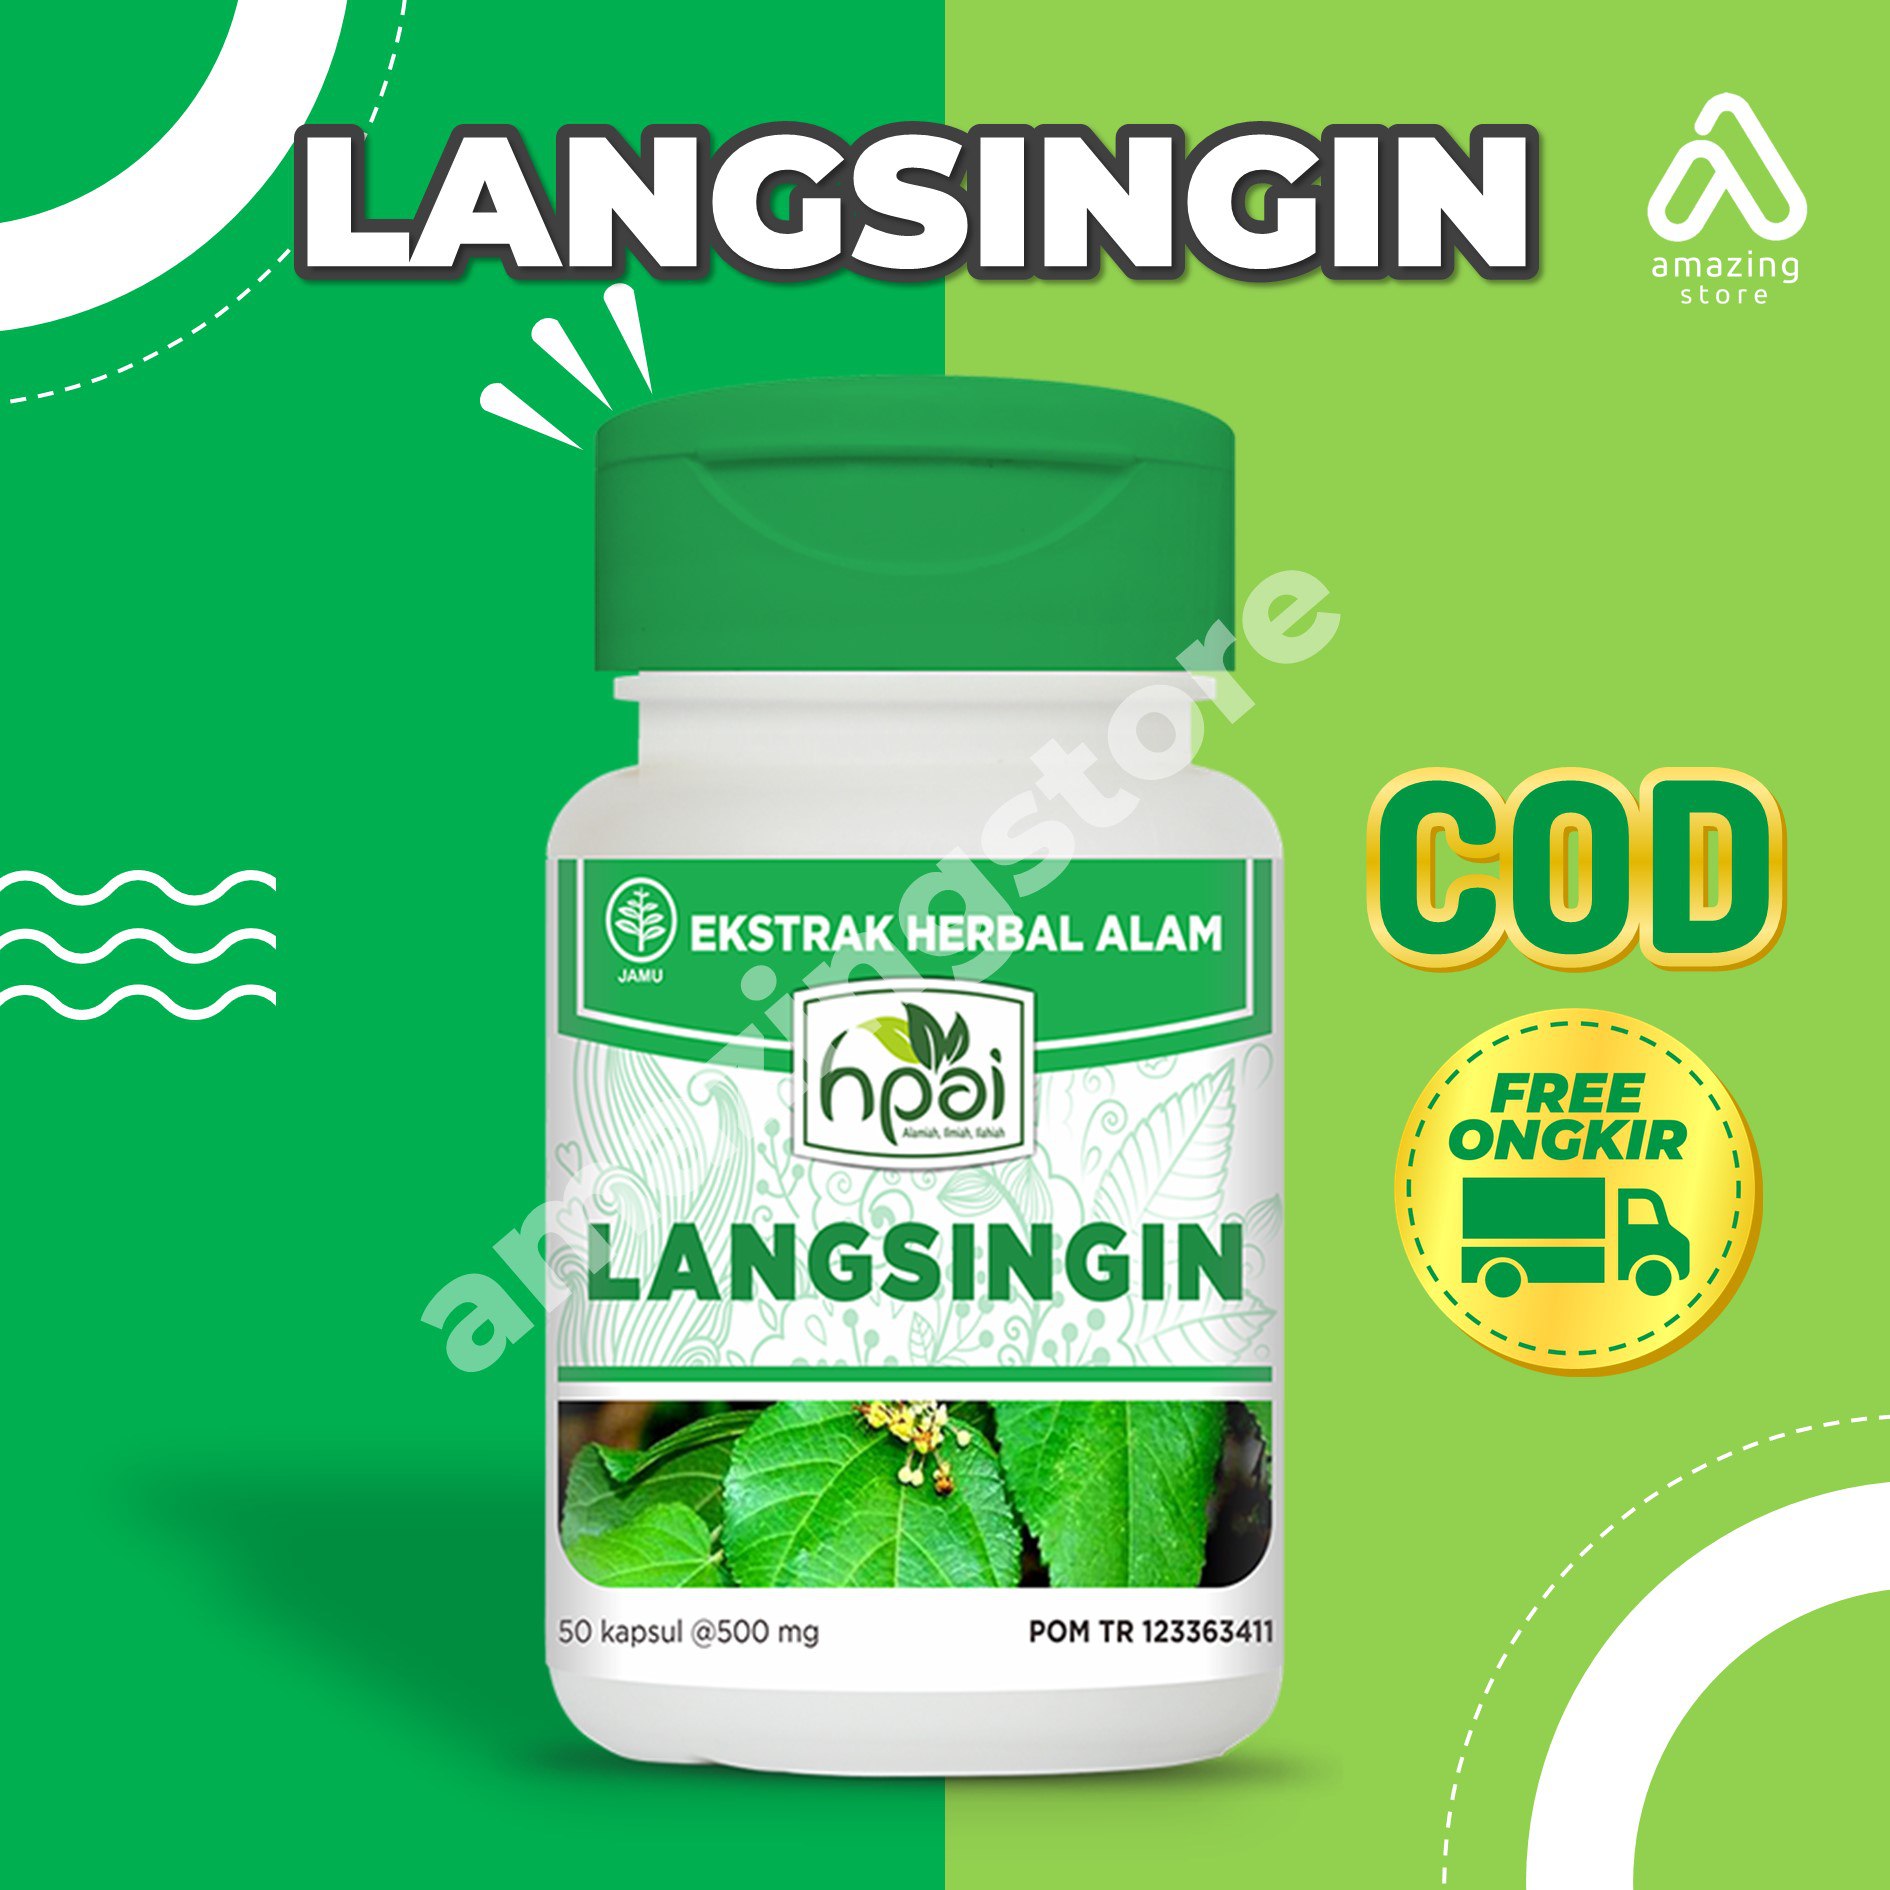 LANGSINGIN
amazing
store
EKSTRAK HERBAL ALAM
JAMU
hpai
Alamiah, Ilmiah, Ilahiah
LANGSINGIN
50 kapsul @500 mg
POM TR 123363411
COD
FREE
ONGKIR
amazingstore